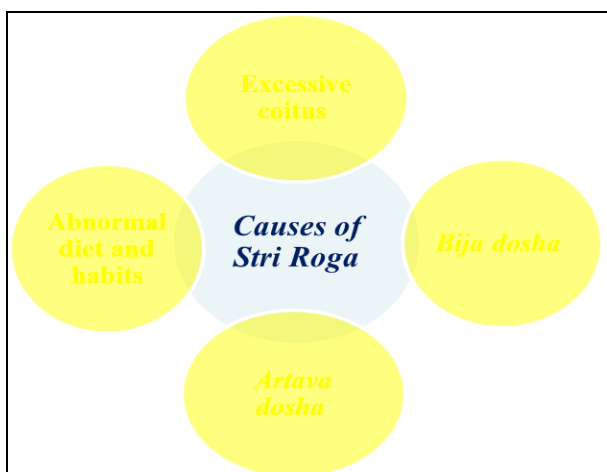 Excessive
coitus
Abnormal
diet and
habits
Causes of
Stri Roga
Bija dosha
Artava
dosha